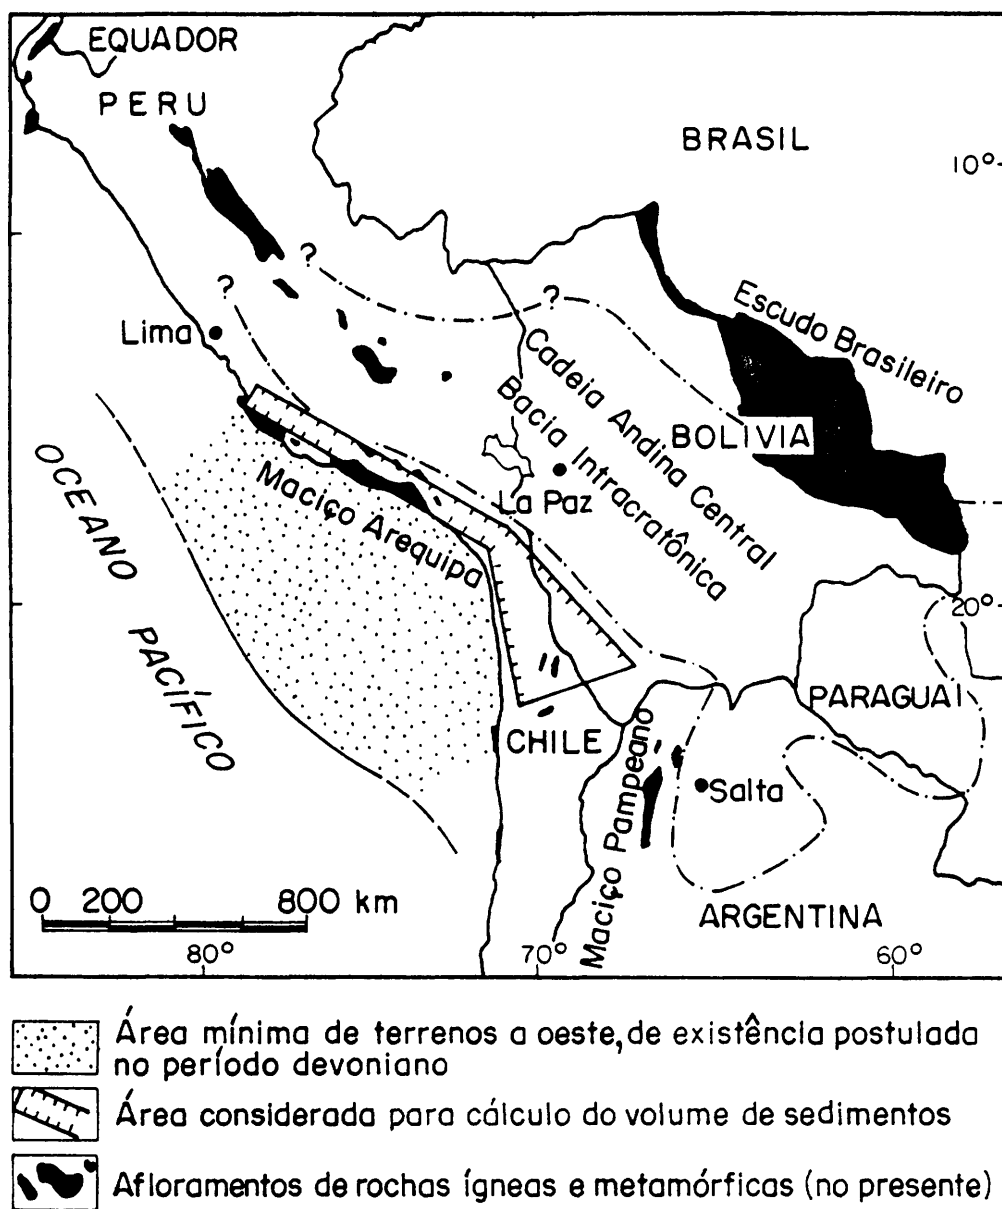 EQUADOR
PERU
BRASIL
10°
?
?
?
Lima
Escudo Brasileiro
Cadeia Andina Central
Bacia Intracratônica
BOLIVIA
La Paz
OCEANO PACÍFICO
Maciço Arequipa
20°
PARAGUAI
CHILE
Maciço Pampeano
Salta
0 200 800 km
ARGENTINA
80°
70°
60°
Área mínima de terrenos a oeste, de existência postulada
no período devoniano
Área considerada para cálculo do volume de sedimentos
Afloramentos de rochas ígneas e metamórficas (no presente)